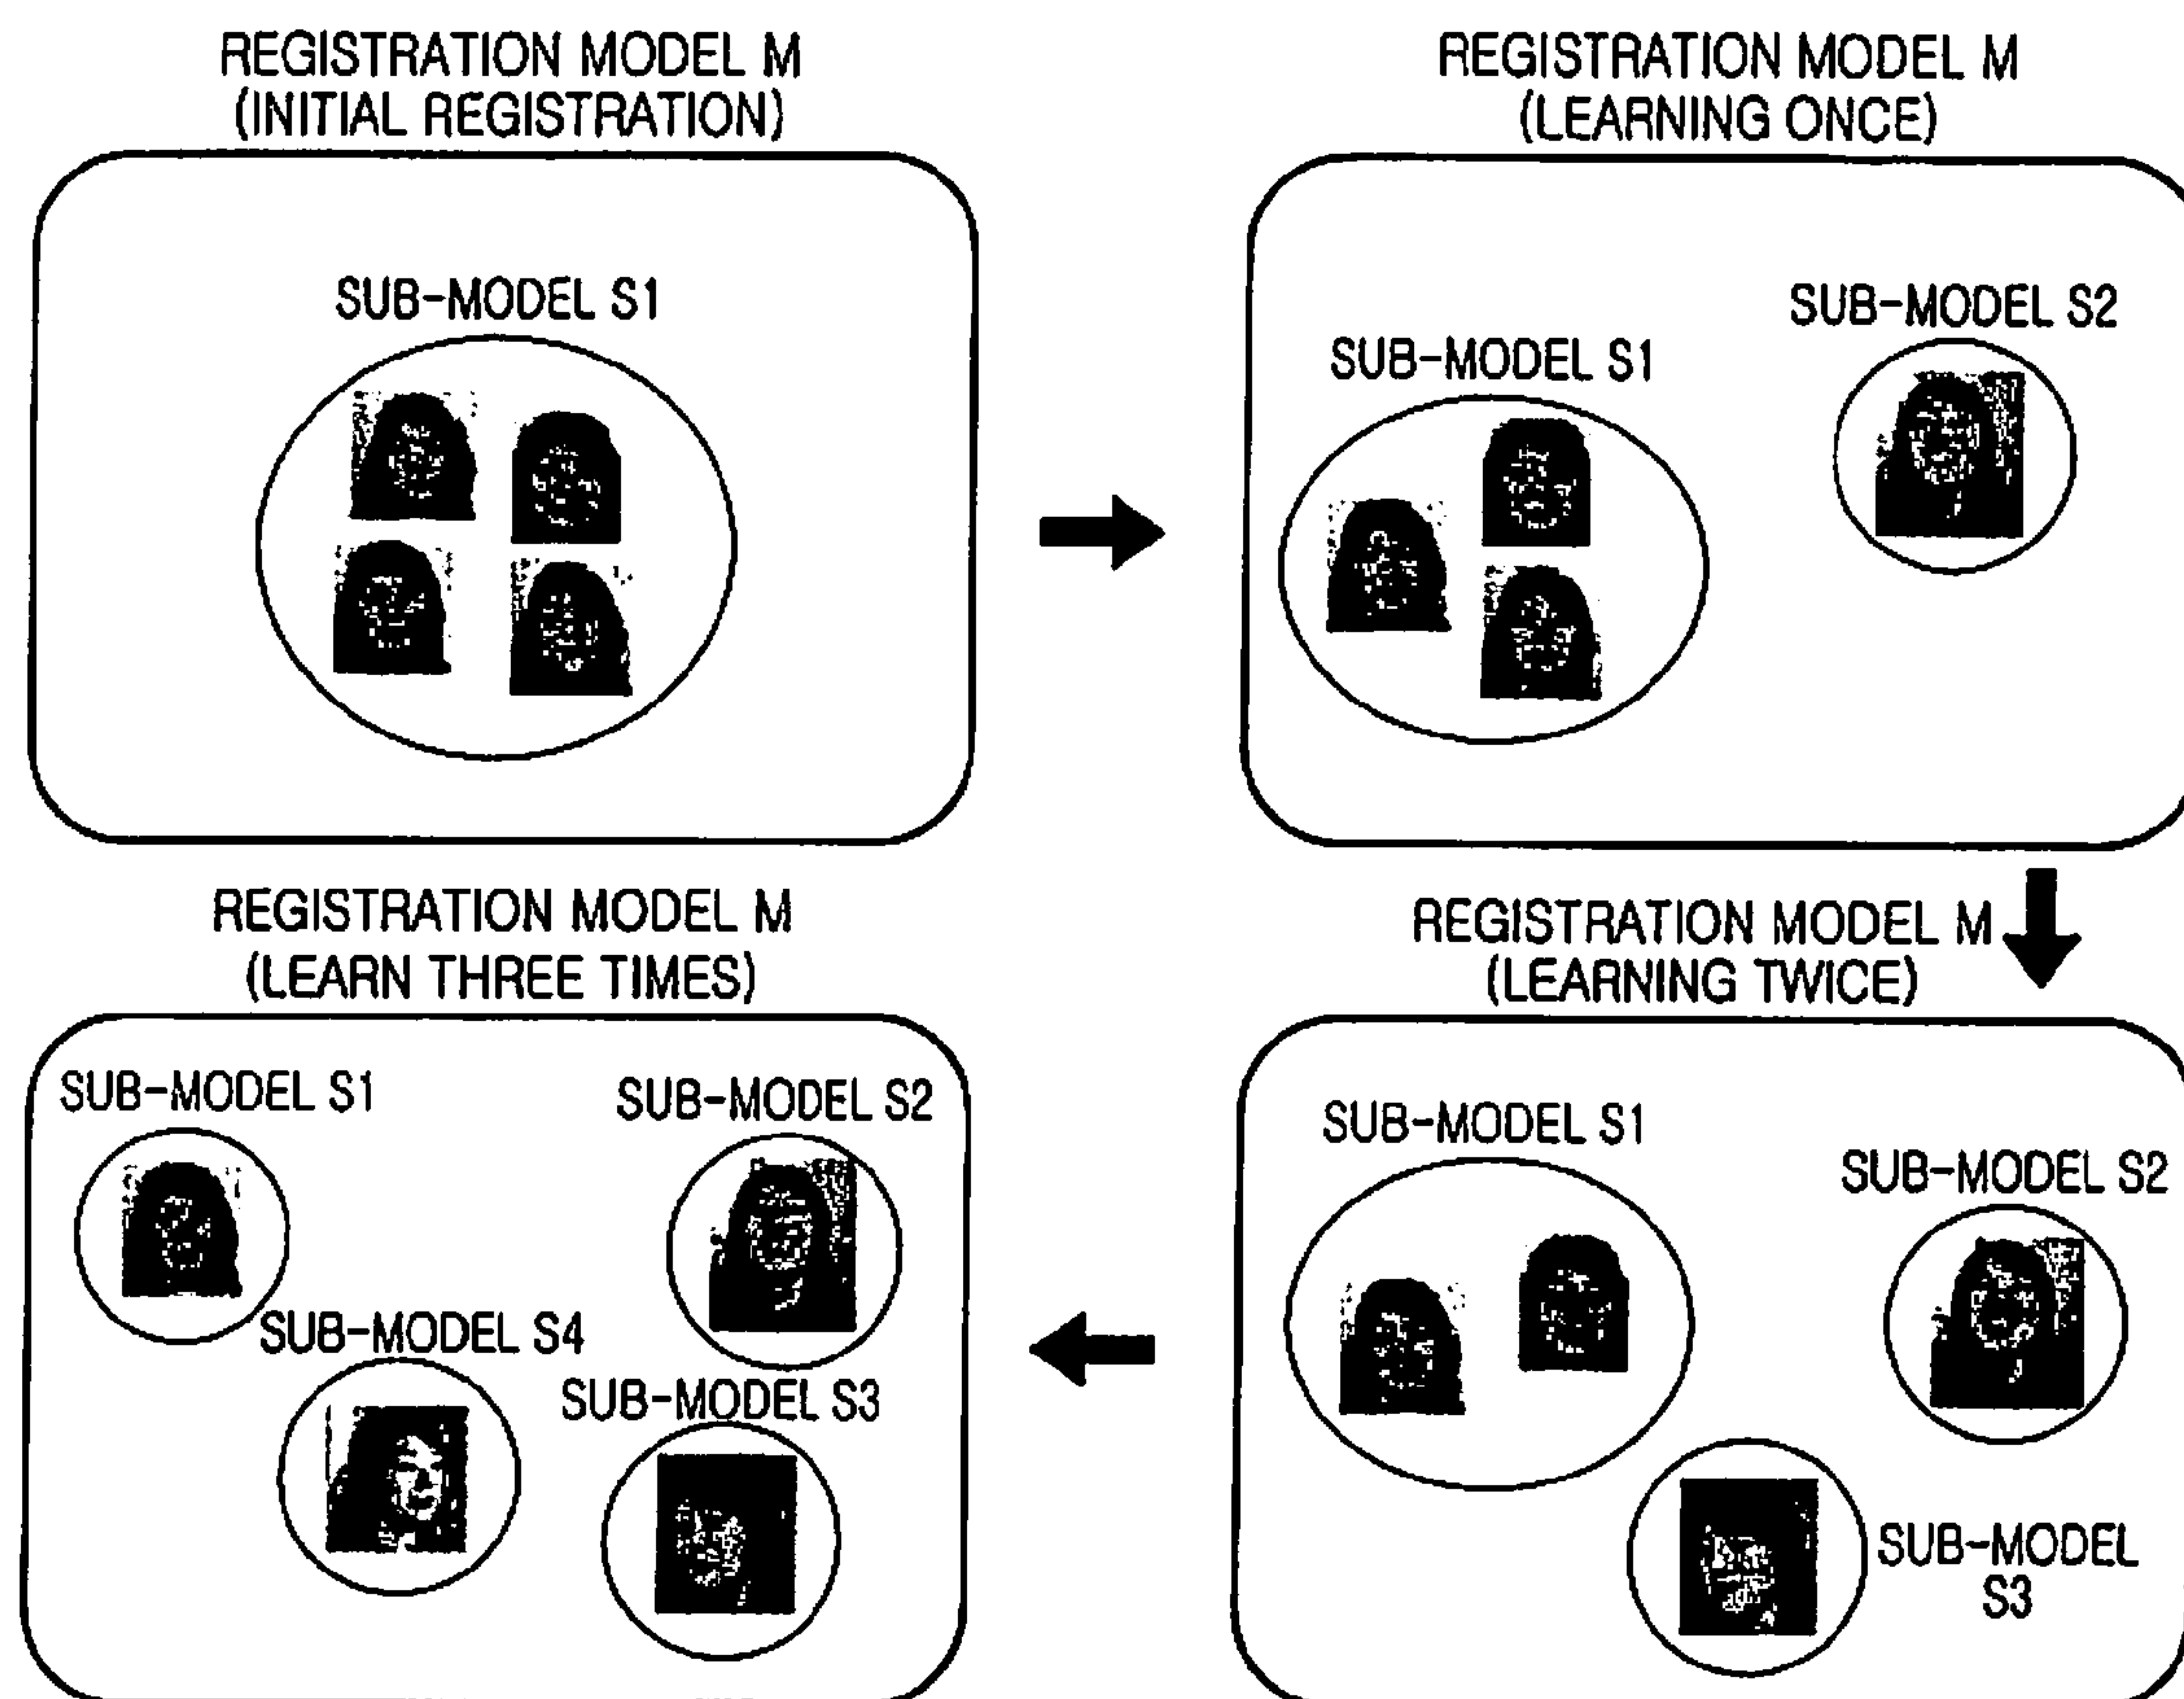 REGISTRATION MODEL M
(INITIAL REGISTRATION)
SUB-MODEL S1
REGISTRATION MODEL M
(LEARNING ONCE)
SUB-MODEL S1
SUB-MODEL S2
REGISTRATION MODEL M
(LEARNING TWICE)
SUB-MODEL S1
SUB-MODEL S2
SUB-MODEL
S3
REGISTRATION MODEL M
(LEARN THREE TIMES)
SUB-MODEL S1
SUB-MODEL S2
SUB-MODEL S4
SUB-MODEL S3